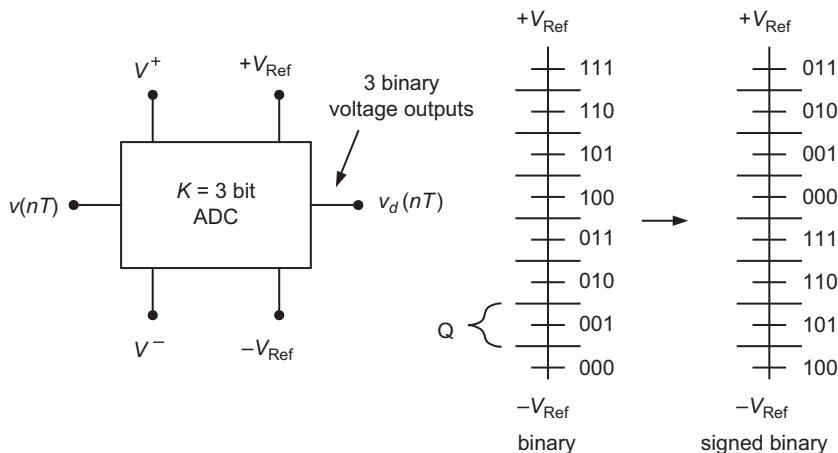 V⁺
+V_Ref
3 binary
voltage outputs
v(nT)
K = 3 bit
ADC
v_d(nT)
V⁻
−V_Ref
+V_Ref
111
110
101
100
011
010
001
000
Q
−V_Ref
binary
+V_Ref
011
010
001
000
111
110
101
100
−V_Ref
signed binary